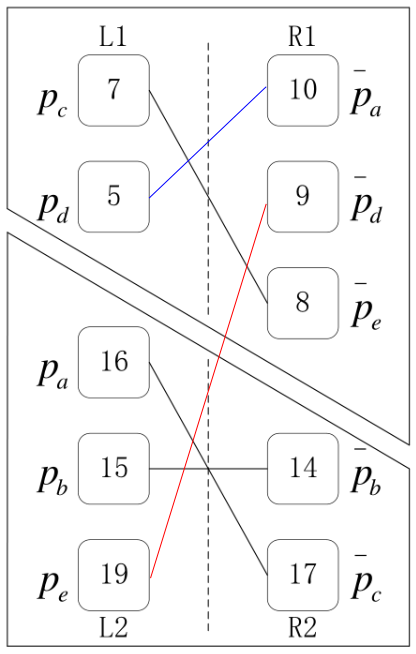 L1 R1
p_c 7 10 p̄_a
p_d 5 9 p̄_d
8 p̄_e
p_a 16
p_b 15 14 p̄_b
p_e 19 17 p̄_c
L2 R2